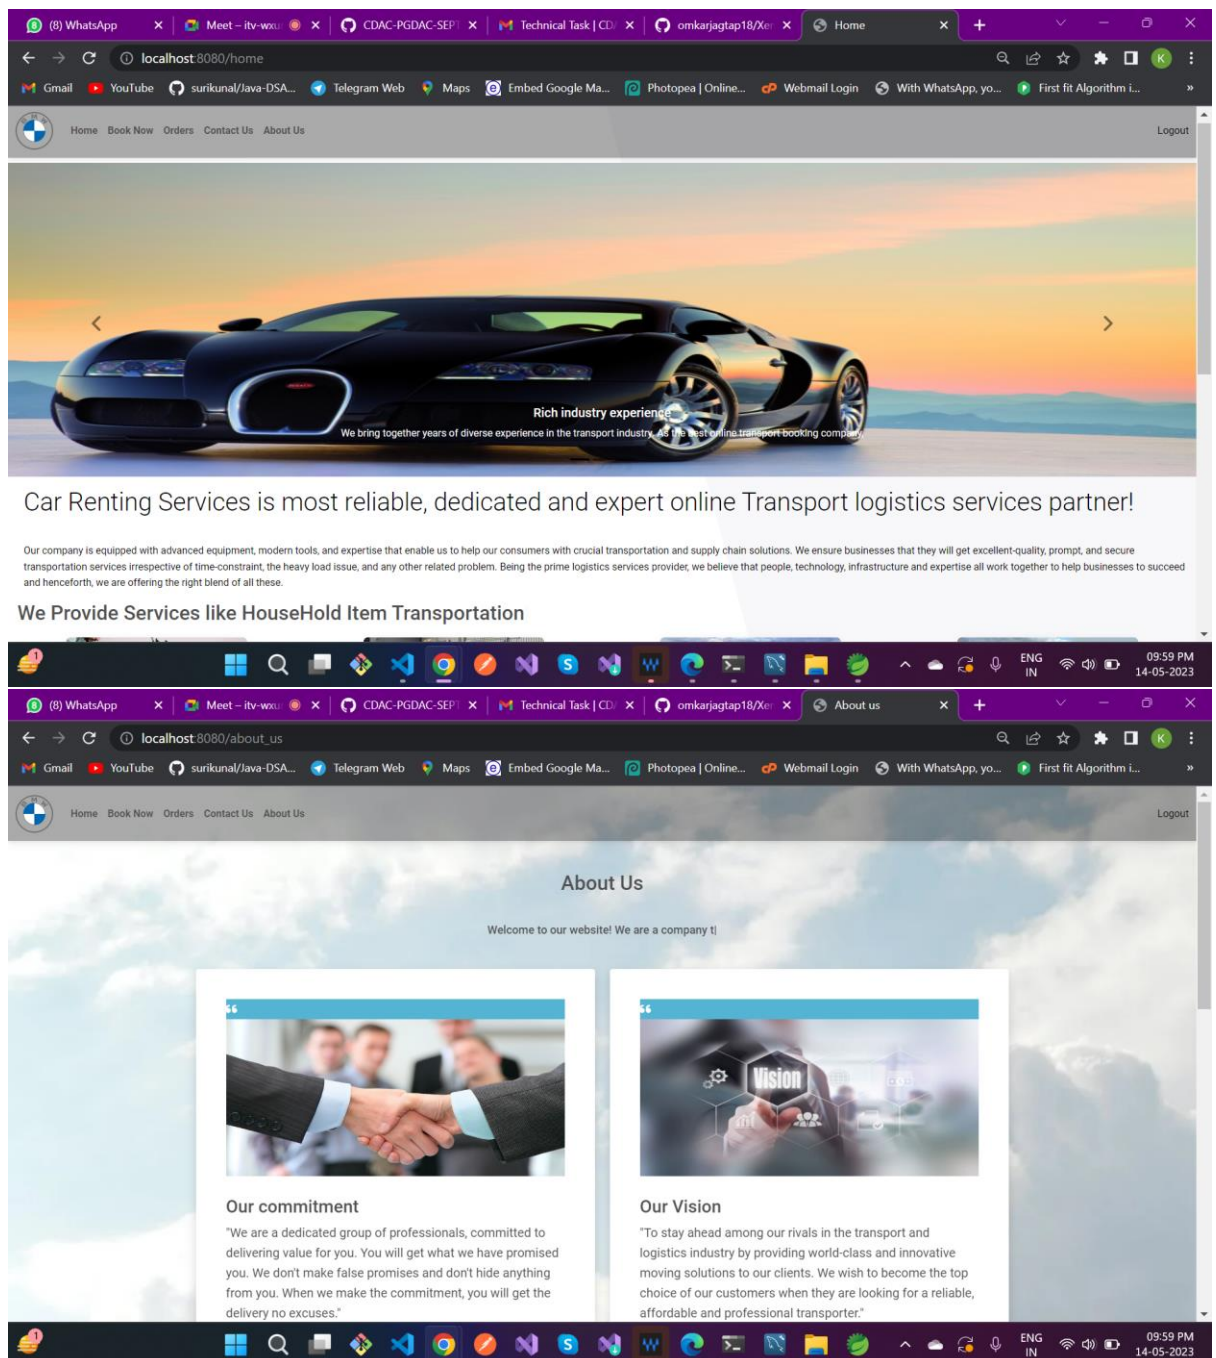 (8) WhatsApp
Meet – itv-wxu
CDAC-PGDAC-SEPT
Technical Task | CDA
omkarjagtap18/Xer
Home
localhost:8080/home
K
Gmail
YouTube
surikunal/Java-DSA...
Telegram Web
Maps
Embed Google Ma...
Photopea | Online...
Webmail Login
With WhatsApp, yo...
First fit Algorithm i...
»
Home Book Now Orders Contact Us About Us
Logout
Rich industry experience
We bring together years of diverse experience in the transport industry. As the best online transport booking company,
Car Renting Services is most reliable, dedicated and expert online Transport logistics services partner!
Our company is equipped with advanced equipment, modern tools, and expertise that enable us to help our consumers with crucial transportation and supply chain solutions. We ensure businesses that they will get excellent-quality, prompt, and secure
transportation services irrespective of time-constraint, the heavy load issue, and any other related problem. Being the prime logistics services provider, we believe that people, technology, infrastructure and expertise all work together to help businesses to succeed
and henceforth, we are offering the right blend of all these.
We Provide Services like HouseHold Item Transportation
1
ENG
IN
09:59 PM
14-05-2023
(8) WhatsApp
Meet – itv-wxu
CDAC-PGDAC-SEPT
Technical Task | CDA
omkarjagtap18/Xer
About us
localhost:8080/about_us
K
Gmail
YouTube
surikunal/Java-DSA...
Telegram Web
Maps
Embed Google Ma...
Photopea | Online...
Webmail Login
With WhatsApp, yo...
First fit Algorithm i...
»
Home Book Now Orders Contact Us About Us
Logout
About Us
Welcome to our website! We are a company t|
Vision
Our commitment
"We are a dedicated group of professionals, committed to
delivering value for you. You will get what we have promised
you. We don't make false promises and don't hide anything
from you. When we make the commitment, you will get the
delivery no excuses."
Our Vision
"To stay ahead among our rivals in the transport and
logistics industry by providing world-class and innovative
moving solutions to our clients. We wish to become the top
choice of our customers when they are looking for a reliable,
affordable and professional transporter."
1
ENG
IN
09:59 PM
14-05-2023